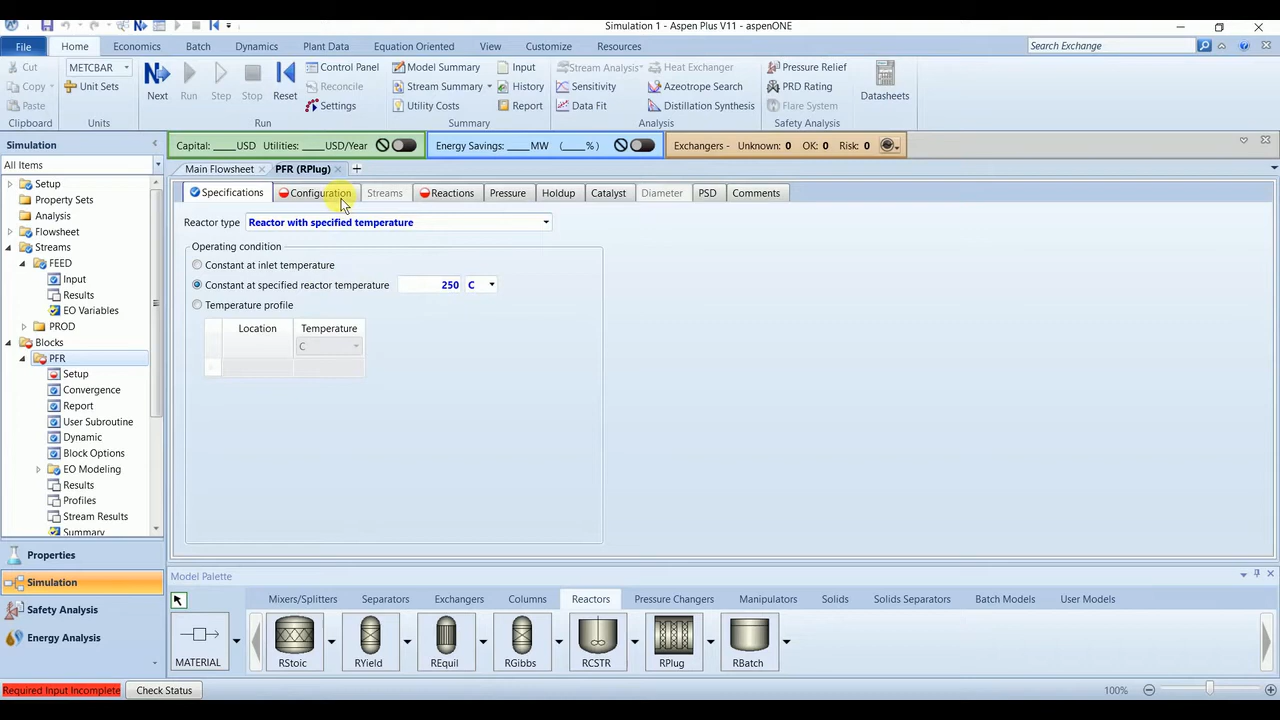 Simulation 1 - Aspen Plus V11 - aspenONE
File Home Economics Batch Dynamics Plant Data Equation Oriented View Customize Resources Search Exchange
Cut METCBAR Control Panel Model Summary Input Stream Analysis Heat Exchanger Pressure Relief
Copy Unit Sets Next Run Step Stop Reset Reconcile Stream Summary History Sensitivity Azeotrope Search PRD Rating Datasheets
Paste Settings Utility Costs Report Data Fit Distillation Synthesis Flare System
Clipboard Units Run Summary Analysis Safety Analysis
Simulation Capital: ____USD Utilities: ____USD/Year Energy Savings: ____MW (____%) Exchangers - Unknown: 0 OK: 0 Risk: 0
All Items Main Flowsheet PFR (RPlug)
Setup
Property Sets
Analysis
Flowsheet
Streams
FEED
Input
Results
EO Variables
PROD
Blocks
PFR
Setup
Convergence
Report
User Subroutine
Dynamic
Block Options
EO Modeling
Results
Profiles
Stream Results
Summary
Properties
Simulation
Safety Analysis
Energy Analysis
Specifications Configuration Streams Reactions Pressure Holdup Catalyst Diameter PSD Comments
Reactor type Reactor with specified temperature
Operating condition
Constant at inlet temperature
Constant at specified reactor temperature 250 C
Temperature profile
Location Temperature
C
Model Palette
Mixers/Splitters Separators Exchangers Columns Reactors Pressure Changers Manipulators Solids Solids Separators Batch Models User Models
MATERIAL RStoic RYield REquil RGibbs RCSTR RPlug RBatch
Required Input Incomplete Check Status 100%